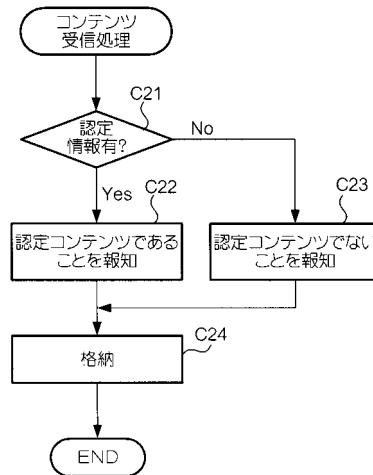 コンテンツ
受信処理
C21
認定
情報有?
No
Yes
C22
認定コンテンツである
ことを報知
C23
認定コンテンツでない
ことを報知
C24
格納
END